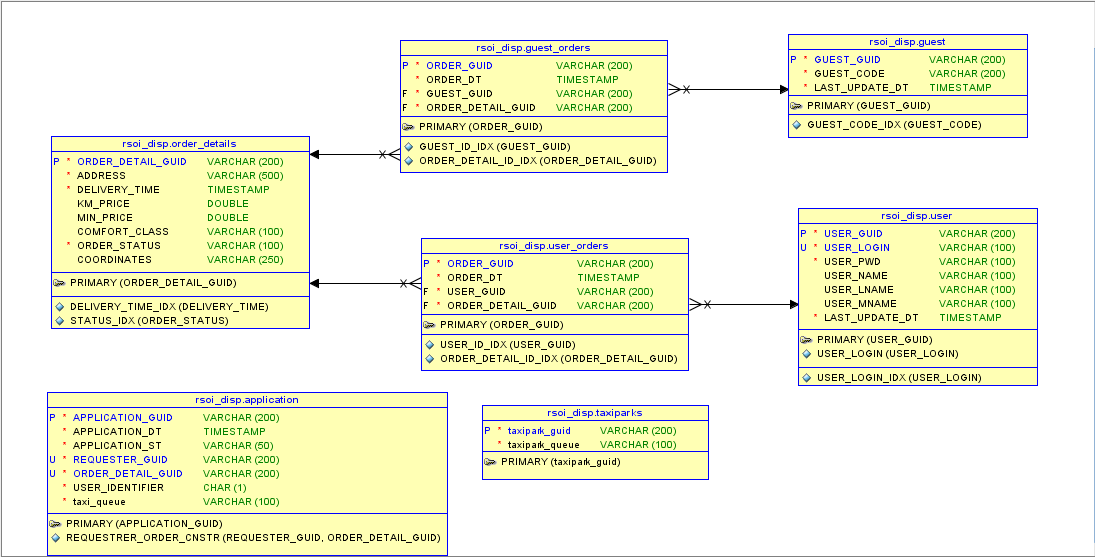 rsoi_disp.guest_orders
P * ORDER_GUID VARCHAR (200)
* ORDER_DT TIMESTAMP
F * GUEST_GUID VARCHAR (200)
F * ORDER_DETAIL_GUID VARCHAR (200)
PRIMARY (ORDER_GUID)
GUEST_ID_IDX (GUEST_GUID)
ORDER_DETAIL_ID_IDX (ORDER_DETAIL_GUID)
rsoi_disp.guest
P * GUEST_GUID VARCHAR (200)
* GUEST_CODE VARCHAR (200)
* LAST_UPDATE_DT TIMESTAMP
PRIMARY (GUEST_GUID)
GUEST_CODE_IDX (GUEST_CODE)
rsoi_disp.order_details
P * ORDER_DETAIL_GUID VARCHAR (200)
* ADDRESS VARCHAR (500)
* DELIVERY_TIME TIMESTAMP
KM_PRICE DOUBLE
MIN_PRICE DOUBLE
COMFORT_CLASS VARCHAR (100)
* ORDER_STATUS VARCHAR (100)
COORDINATES VARCHAR (250)
PRIMARY (ORDER_DETAIL_GUID)
DELIVERY_TIME_IDX (DELIVERY_TIME)
STATUS_IDX (ORDER_STATUS)
rsoi_disp.user_orders
P * ORDER_GUID VARCHAR (200)
* ORDER_DT TIMESTAMP
F * USER_GUID VARCHAR (200)
F * ORDER_DETAIL_GUID VARCHAR (200)
PRIMARY (ORDER_GUID)
USER_ID_IDX (USER_GUID)
ORDER_DETAIL_ID_IDX (ORDER_DETAIL_GUID)
rsoi_disp.user
P * USER_GUID VARCHAR (200)
U * USER_LOGIN VARCHAR (100)
* USER_PWD VARCHAR (100)
USER_NAME VARCHAR (100)
USER_LNAME VARCHAR (100)
USER_MNAME VARCHAR (100)
* LAST_UPDATE_DT TIMESTAMP
PRIMARY (USER_GUID)
USER_LOGIN (USER_LOGIN)
USER_LOGIN_IDX (USER_LOGIN)
rsoi_disp.application
P * APPLICATION_GUID VARCHAR (200)
* APPLICATION_DT TIMESTAMP
* APPLICATION_ST VARCHAR (50)
U * REQUESTER_GUID VARCHAR (200)
U * ORDER_DETAIL_GUID VARCHAR (200)
* USER_IDENTIFIER CHAR (1)
* taxi_queue VARCHAR (100)
PRIMARY (APPLICATION_GUID)
REQUESTRER_ORDER_CNSTR (REQUESTER_GUID, ORDER_DETAIL_GUID)
rsoi_disp.taxiparks
P * taxipark_guid VARCHAR (200)
* taxipark_queue VARCHAR (100)
PRIMARY (taxipark_guid)